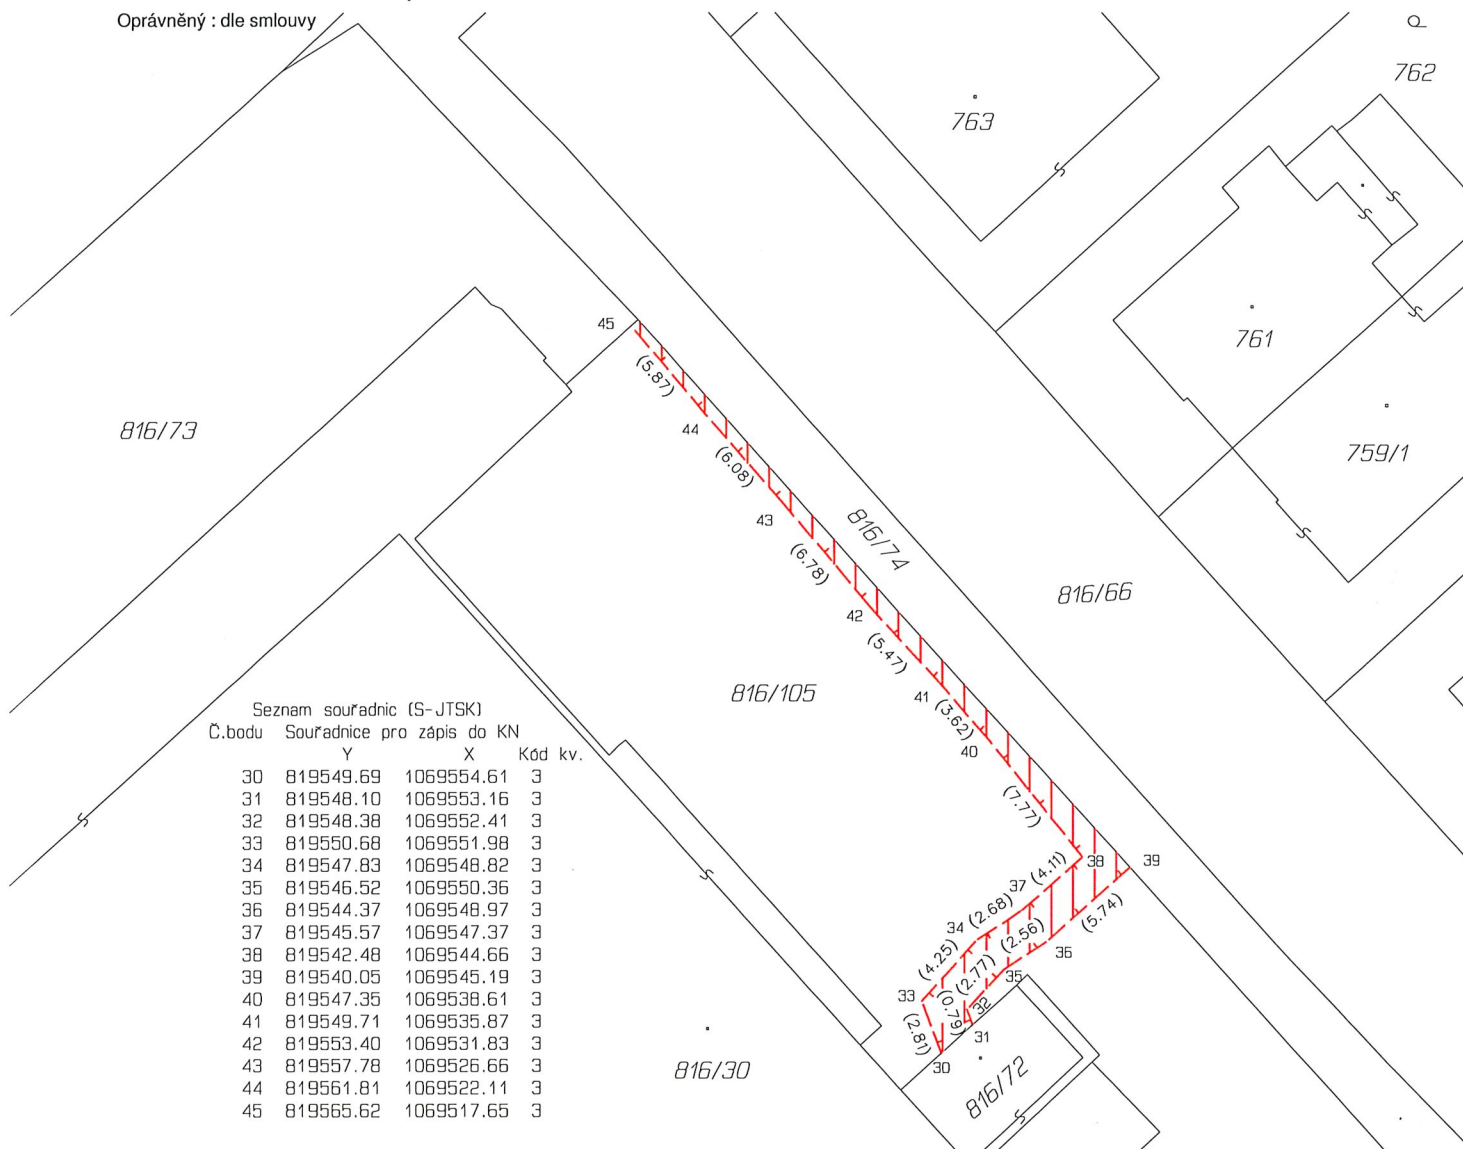 Oprávněný : dle smlouvy
762
763
761
759/1
816/73
816/74
816/66
816/105
816/30
816/72
45
(5.87)
44
(6.08)
43
(6.78)
42
(5.47)
41
(3.62)
40
(7.77)
38
39
37
(4.11)
34
(2.68)
(5.74)
(2.56)
36
(4.25)
(2.77)
35
33
(0.79)
32
(2.81)
31
30
Seznam souřadnic (S-JTSK)
Č.bodu Souřadnice pro zápis do KN
Y X Kód kv.
30 819549.69 1069554.61 3
31 819548.10 1069553.16 3
32 819548.38 1069552.41 3
33 819550.68 1069551.98 3
34 819547.83 1069548.82 3
35 819546.52 1069550.36 3
36 819544.37 1069548.97 3
37 819545.57 1069547.37 3
38 819542.48 1069544.66 3
39 819540.05 1069545.19 3
40 819547.35 1069538.61 3
41 819549.71 1069535.87 3
42 819553.40 1069531.83 3
43 819557.78 1069526.66 3
44 819561.81 1069522.11 3
45 819565.62 1069517.65 3